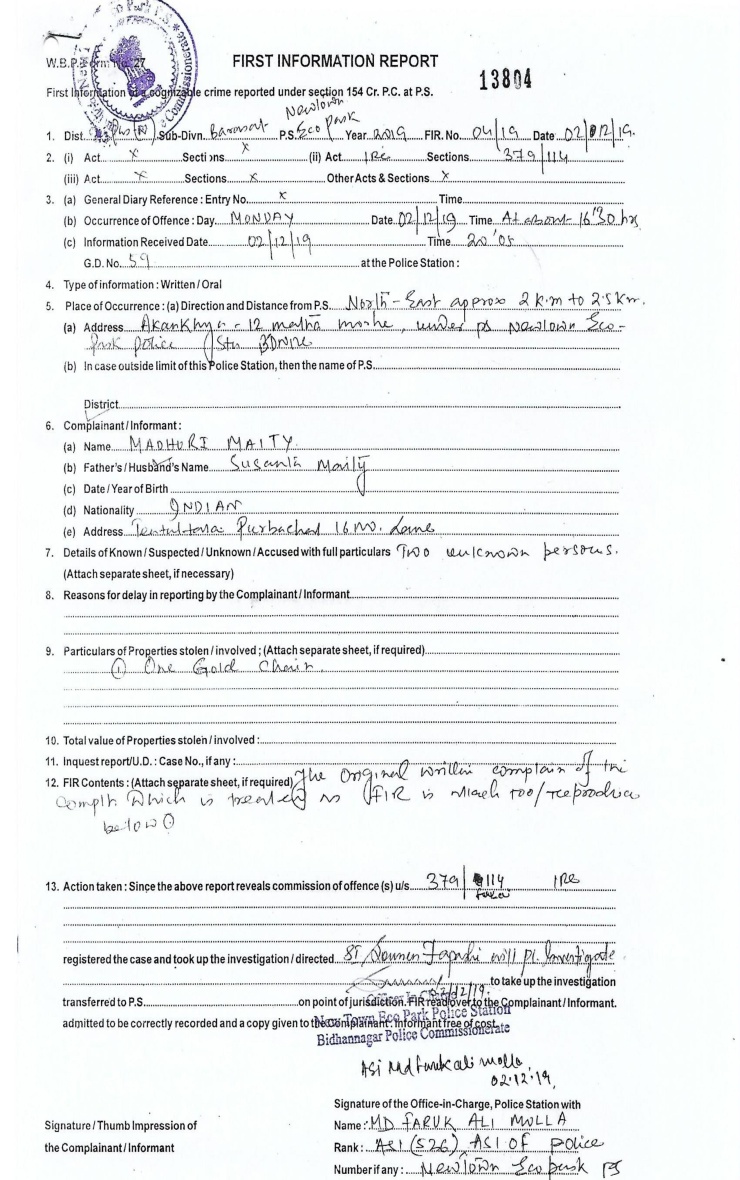 W.B.P. Form No. 27
FIRST INFORMATION REPORT
13804
First Information of a cognizable crime reported under section 154 Cr. P.C. at P.S.
Newtown
1. Dist. Sub-Divn. Barasat P.S. Eco Park Year 2019 FIR. No. 04/19 Date 02/12/19.
2. (i) Act x Sections x (ii) Act IPC Sections 379/114
(iii) Act x Sections x Other Acts & Sections x
3. (a) General Diary Reference : Entry No. x Time
(b) Occurrence of Offence : Day MONDAY Date 02/12/19 Time At about 16'30 hrs
(c) Information Received Date 02/12/19 Time 20'05
G.D. No. 59 at the Police Station :
4. Type of information : Written / Oral
5. Place of Occurrence : (a) Direction and Distance from P.S. North-East approx 2 k.m to 2.5 km.
(a) Address Akankhya - 12 matha morhe, under ps Newtown Eco-
Park police Stn
(b) In case outside limit of this Police Station, then the name of P.S.
District
6. Complainant / Informant :
(a) Name MADHURI MAITY
(b) Father's / Husband's Name Susanta Maity
(c) Date / Year of Birth
(d) Nationality INDIAN
(e) Address Purbachal 16 No. Lane
7. Details of Known / Suspected / Unknown / Accused with full particulars Two unknown persons.
(Attach separate sheet, if necessary)
8. Reasons for delay in reporting by the Complainant / Informant
9. Particulars of Properties stolen / involved ; (Attach separate sheet, if required)
① One Gold Chain.
10. Total value of Properties stolen / involved :
11. Inquest report / U.D. : Case No., if any :
12. FIR Contents : (Attach separate sheet, if required) The Original written complain of the
Complt Which is treated as FIR is
below
13. Action taken : Since the above report reveals commission of offence (s) u/s. 379/114 IPC
registered the case and took up the investigation / directed SI Soumen will pl. Investigate
to take up the investigation
02/12/19.
transferred to P.S. on point of jurisdiction. FIR read over to the Complainant / Informant.
admitted to be correctly recorded and a copy given to the complainant. Informant free of cost.
New Town Eco Park Police Station
Bidhannagar Police Commissionerate
ASI Md Faruk ali molla
02.12.19,
Signature of the Office-in-Charge, Police Station with
Signature / Thumb Impression of
the Complainant / Informant
Name : MD FARUK ALI MOLLA
Rank : ASI (526), ASI OF police
Number if any : Newtown Eco park PS